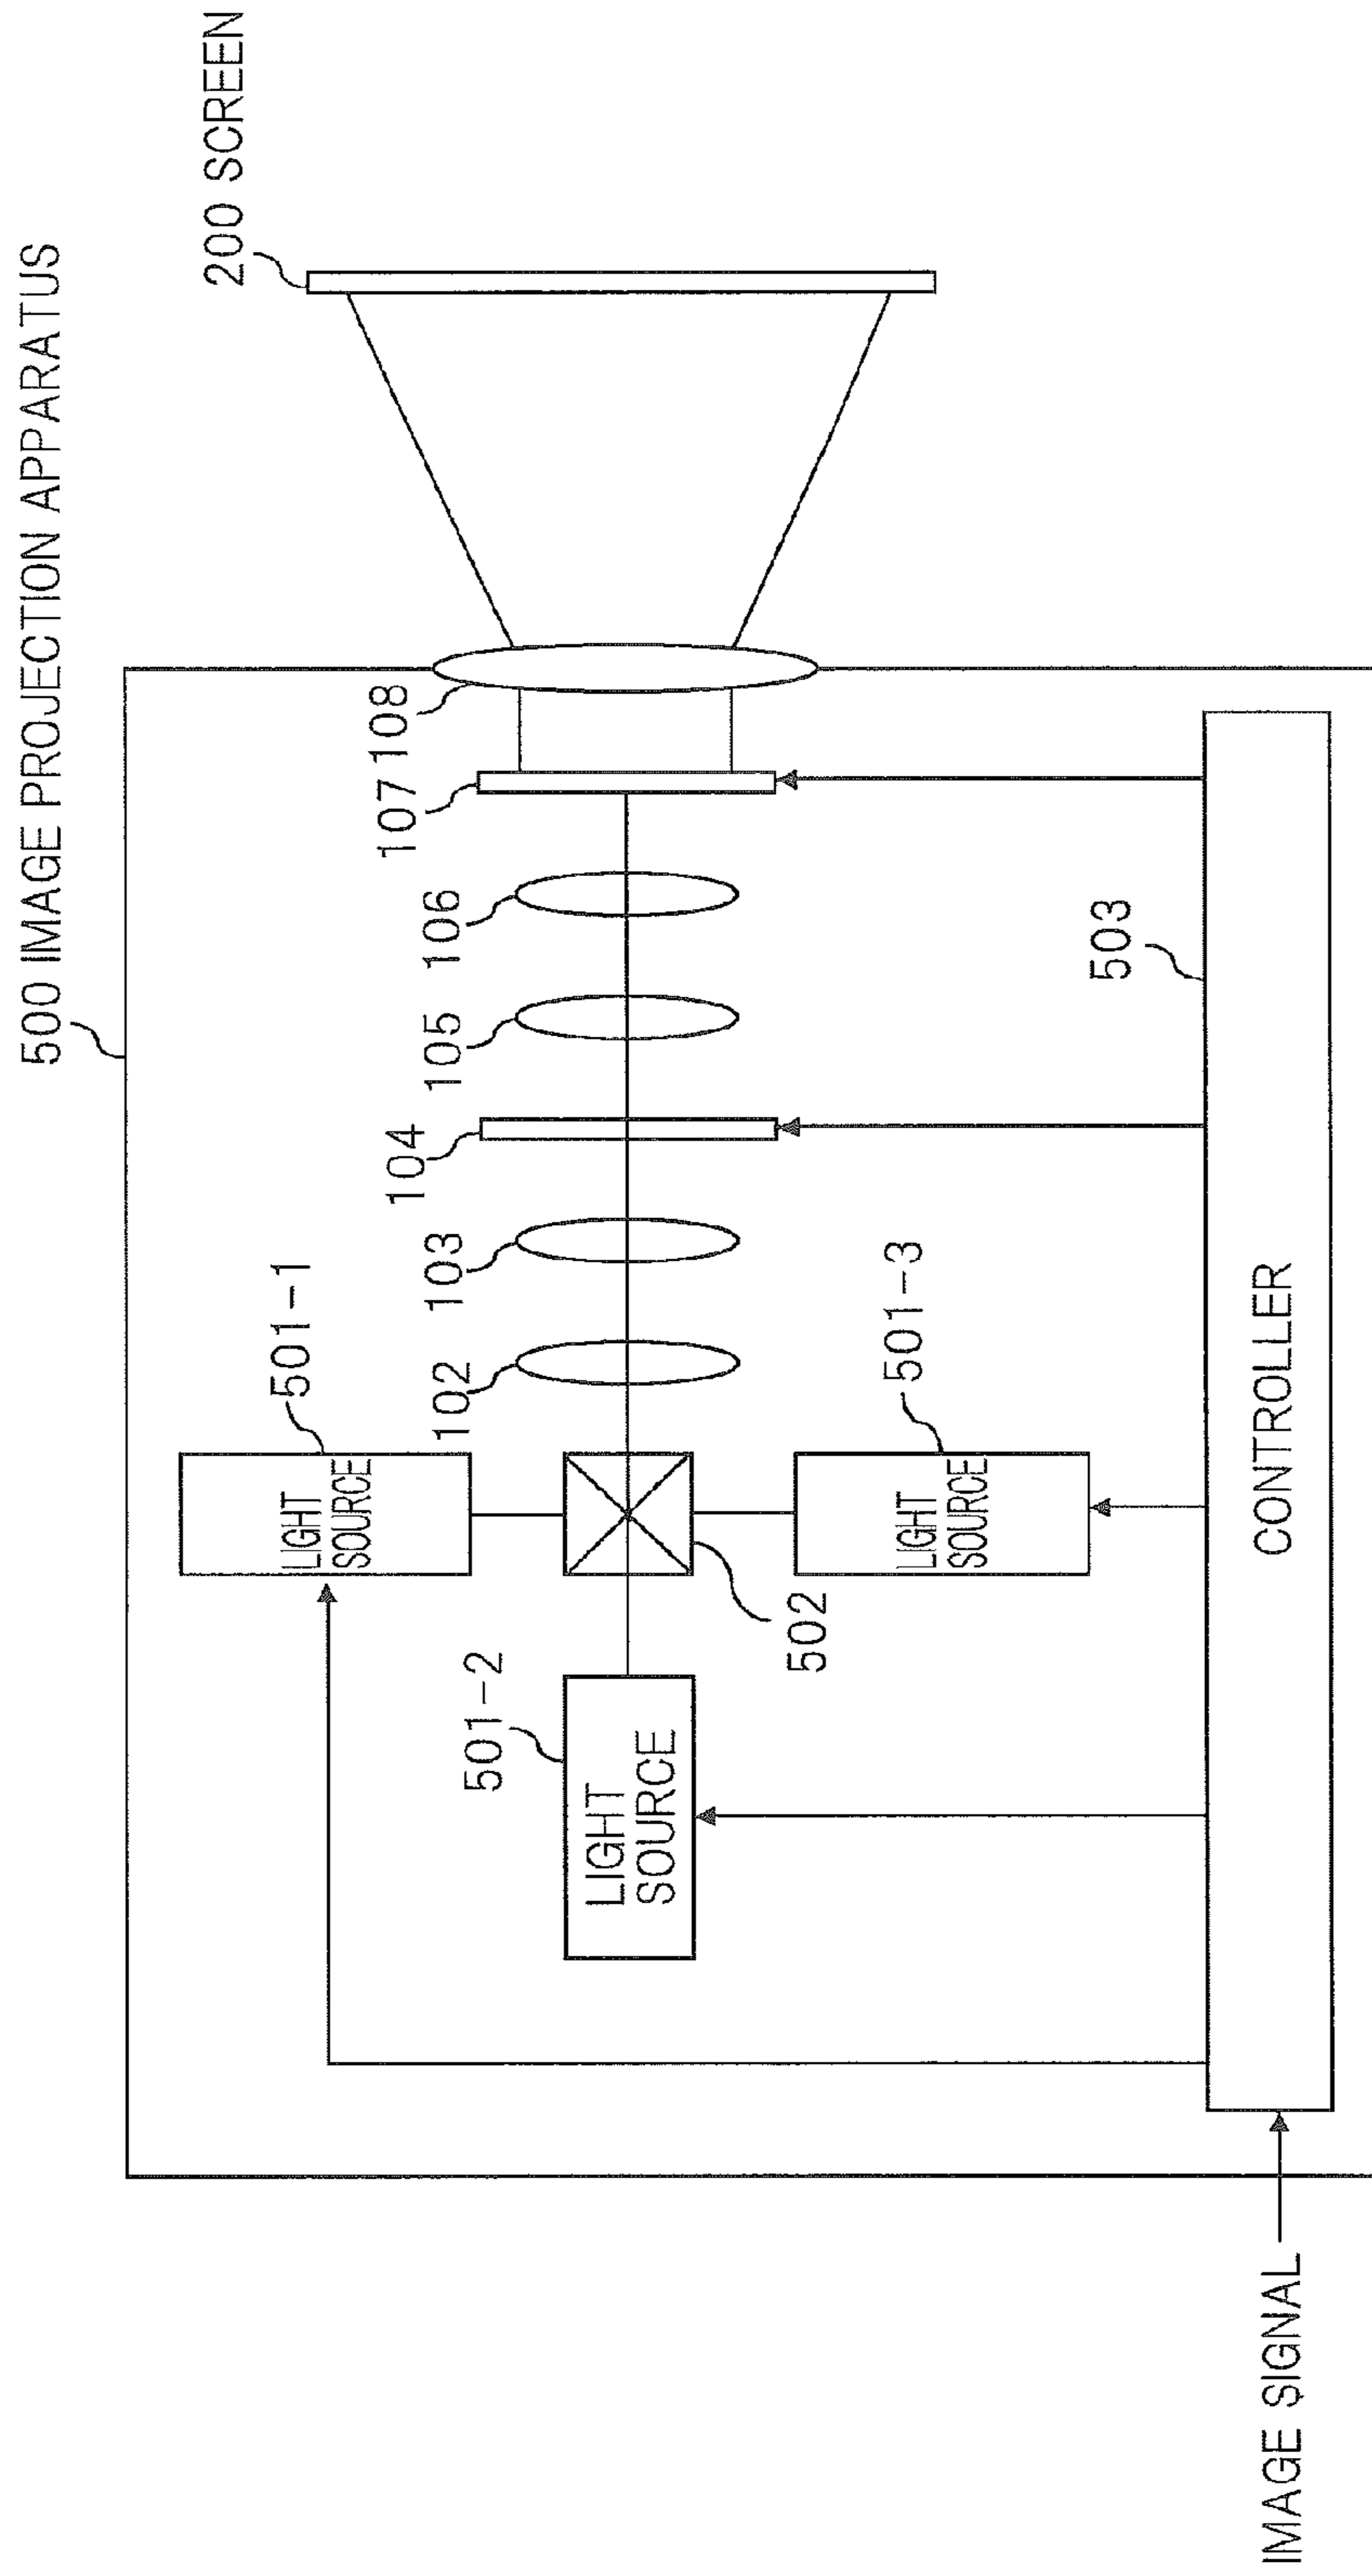 500 IMAGE PROJECTION APPARATUS
200 SCREEN
501-1
LIGHT
SOURCE
501-2
LIGHT
SOURCE
502
501-3
LIGHT
SOURCE
102
103
104
105
106
107
108
503
CONTROLLER
IMAGE SIGNAL